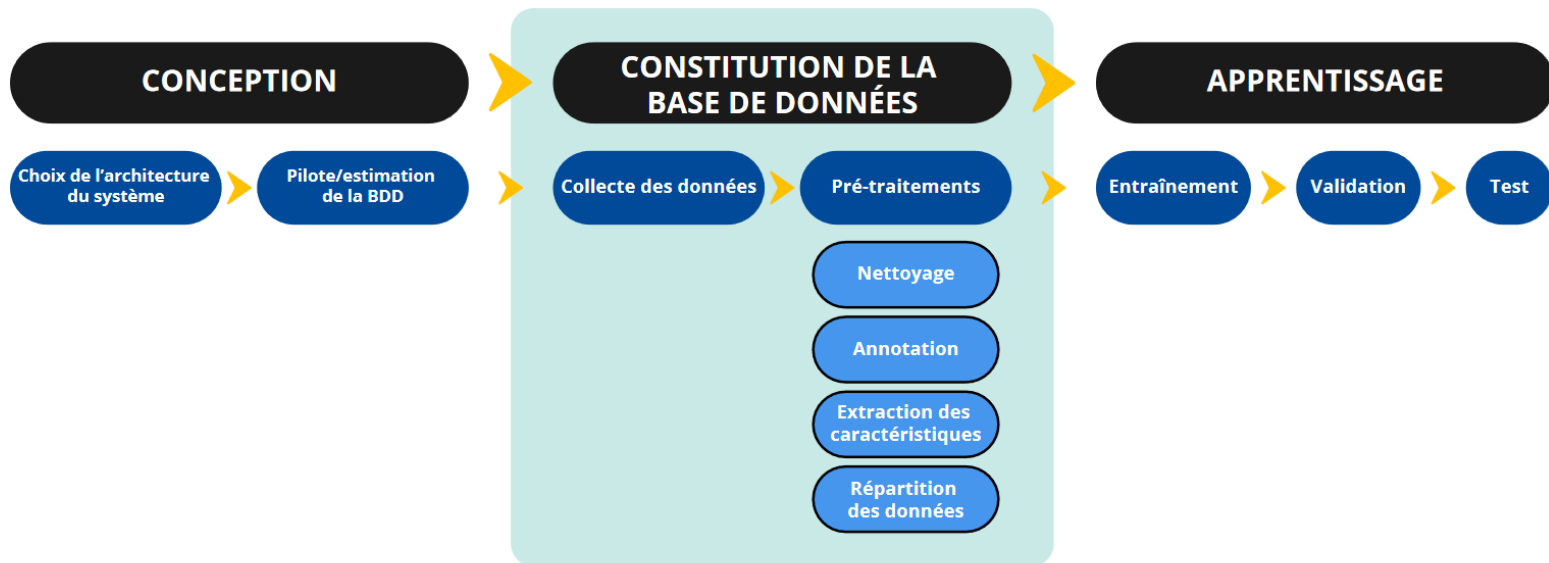 CONCEPTION
CONSTITUTION DE LA
BASE DE DONNÉES
APPRENTISSAGE
Choix de l'architecture
du système
Pilote/estimation
de la BDD
Collecte des données
Pré-traitements
Entraînement
Validation
Test
Nettoyage
Annotation
Extraction des
caractéristiques
Répartition
des données